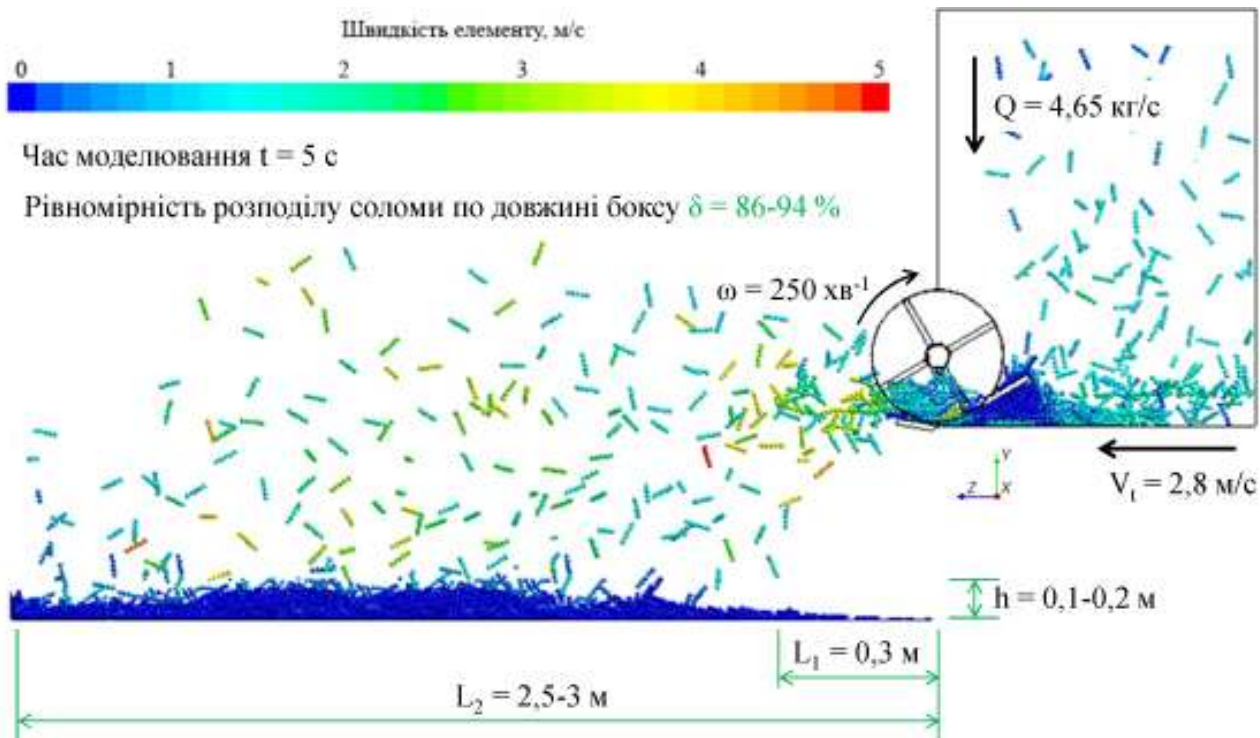 Швидкість елементу, м/с
0 1 2 3 4 5
Q = 4,65 кг/с
Час моделювання t = 5 с
Рівномірність розподілу соломи по довжині боксу δ = 86-94 %
ω = 250 хв⁻¹
Y
Z X
Vₜ = 2,8 м/с
h = 0,1-0,2 м
L₁ = 0,3 м
L₂ = 2,5-3 м